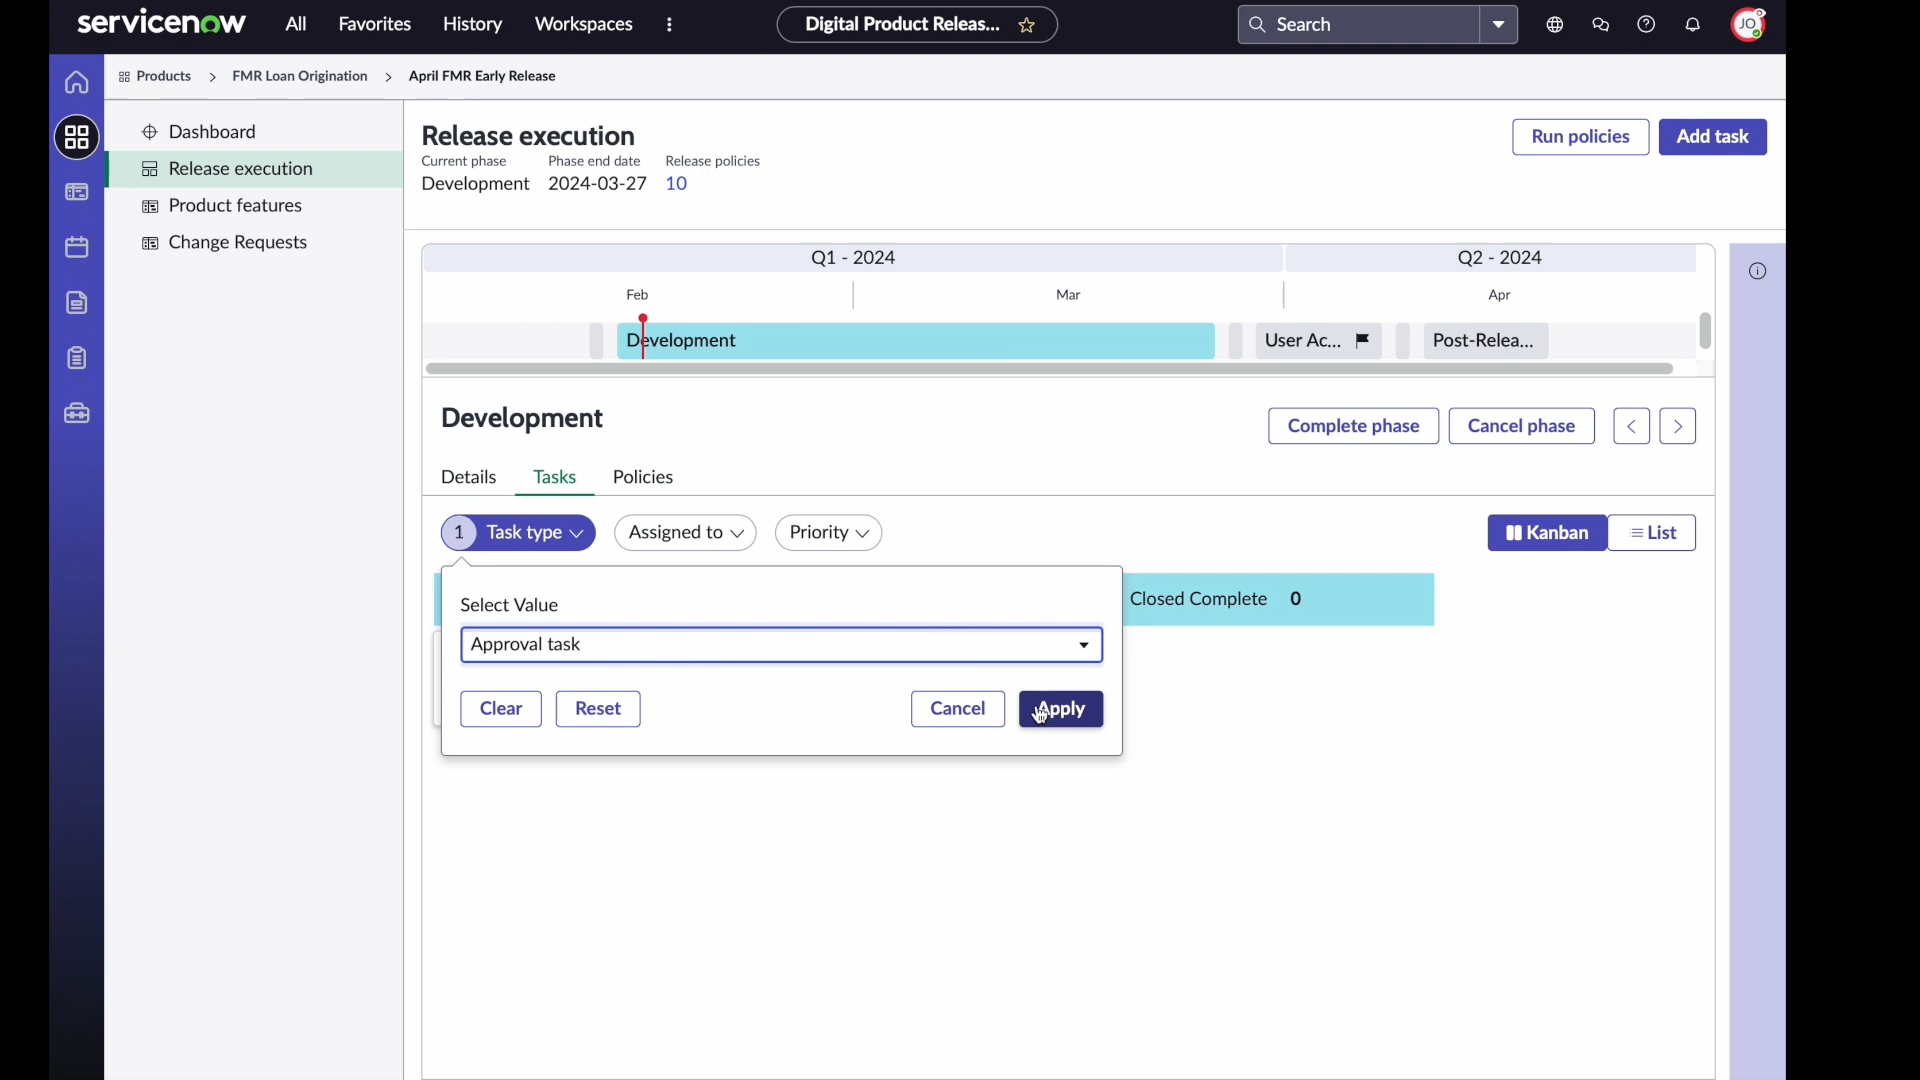 servicenow All Favorites History Workspaces Digital Product Releas... Search JO
Products > FMR Loan Origination > April FMR Early Release
Dashboard
Release execution
Product features
Change Requests
Release execution
Current phase Phase end date Release policies
Development 2024-03-27 10
Run policies Add task
Q1 - 2024 Q2 - 2024
Feb Mar Apr
Development User Ac... Post-Relea...
Development
Complete phase Cancel phase
Details Tasks Policies
1 Task type Assigned to Priority Kanban List
Select Value
Closed Complete 0
Approval task
Clear Reset Cancel Apply